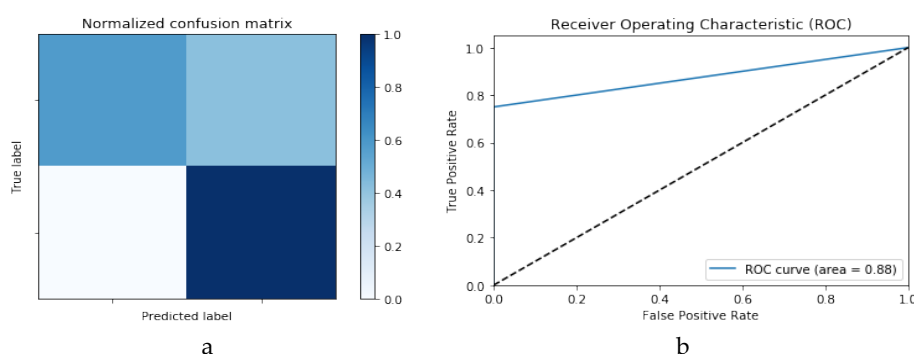 Normalized confusion matrix
True label
Predicted label
1.0
0.8
0.6
0.4
0.2
0.0
a
Receiver Operating Characteristic (ROC)
True Positive Rate
1.0
0.8
0.6
0.4
0.2
0.0
0.0 0.2 0.4 0.6 0.8 1.0
False Positive Rate
ROC curve (area = 0.88)
b